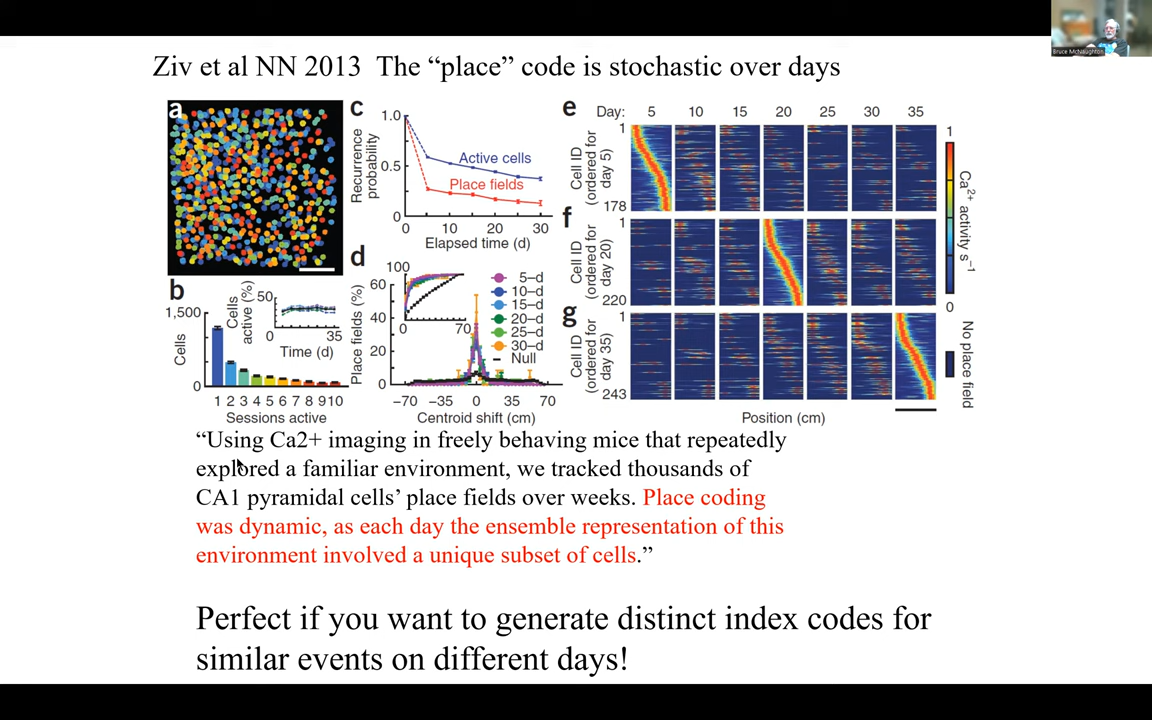 Bruce McNaughton
Ziv et al NN 2013 The “place” code is stochastic over days
a
b
Cells
1,500
0
Cells
active (%)
50
0
0 35
Time (d)
1 2 3 4 5 6 7 8 9 10
Sessions active
c
Recurrence
probability
1.0
0.5
0
Active cells
Place fields
0 10 20 30
Elapsed time (d)
d
Place fields (%)
100
60
40
20
0
0 70
5–d
10–d
15–d
20–d
25–d
30–d
Null
–70 –35 0 35 70
Centroid shift (cm)
e
Day: 5 10 15 20 25 30 35
Cell ID
(ordered for
day 5)
1
178
f
Cell ID
(ordered for
day 20)
1
220
g
Cell ID
(ordered for
day 35)
1
243
Position (cm)
1
Ca2+ activity s–1
0
No place field
“Using Ca2+ imaging in freely behaving mice that repeatedly
explored a familiar environment, we tracked thousands of
CA1 pyramidal cells’ place fields over weeks. Place coding
was dynamic, as each day the ensemble representation of this
environment involved a unique subset of cells.”
Perfect if you want to generate distinct index codes for
similar events on different days!